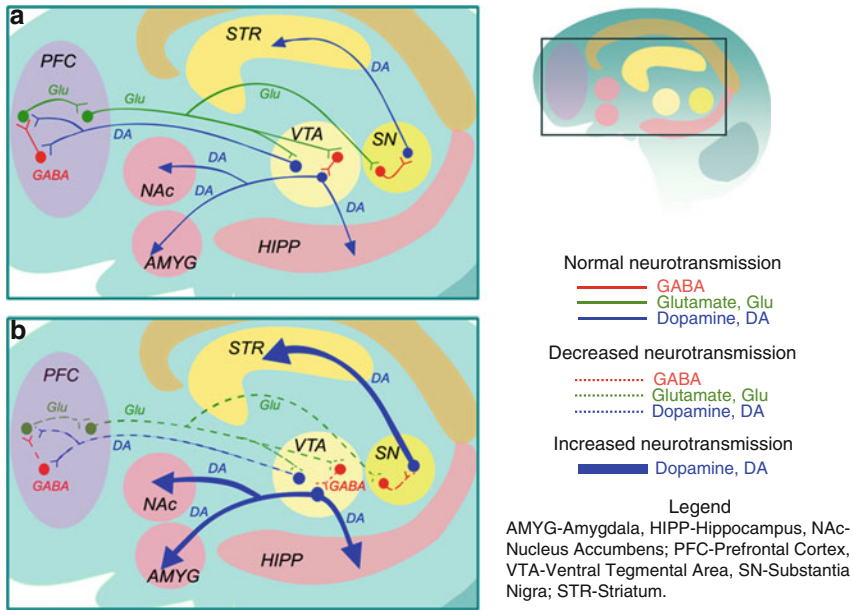 a
PFC
STR
DA
Glu
Glu
Glu
DA
VTA
SN
GABA
DA
NAc
DA
DA
AMYG
HIPP
b
PFC
STR
DA
Glu
Glu
Glu
DA
VTA
SN
GABA
GABA
DA
NAc
DA
DA
AMYG
HIPP
Normal neurotransmission
GABA
Glutamate, Glu
Dopamine, DA
Decreased neurotransmission
GABA
Glutamate, Glu
Dopamine, DA
Increased neurotransmission
Dopamine, DA
Legend
AMYG-Amygdala, HIPP-Hippocampus, NAc-
Nucleus Accumbens; PFC-Prefrontal Cortex,
VTA-Ventral Tegmental Area, SN-Substantia
Nigra; STR-Striatum.